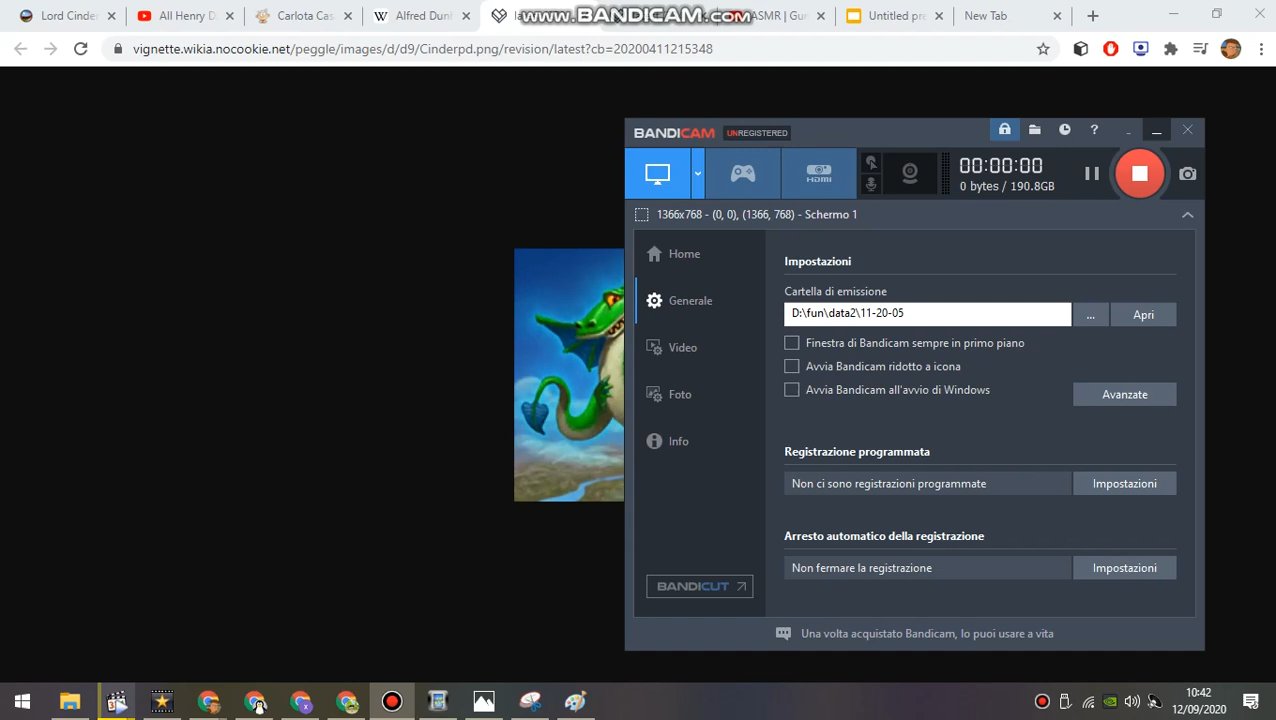 Lord Cinde
All Henry D
Carlota Cas
Alfred Dunh
la
WWW.BANDICAM.COM
ASMR | Gu
Untitled pre
New Tab
vignette.wikia.nocookie.net/peggle/images/d/d9/Cinderpd.png/revision/latest?cb=20200411215348
BANDICAM UNREGISTERED
?
HDMI
00:00:00
0 bytes / 190.8GB
1366x768 - (0, 0), (1366, 768) - Schermo 1
Home
Generale
Video
Foto
Info
BANDICUT
Impostazioni
Cartella di emissione
D:\fun\data2\11-20-05
...
Apri
Finestra di Bandicam sempre in primo piano
Avvia Bandicam ridotto a icona
Avvia Bandicam all'avvio di Windows
Avanzate
Registrazione programmata
Non ci sono registrazioni programmate
Impostazioni
Arresto automatico della registrazione
Non fermare la registrazione
Impostazioni
Una volta acquistato Bandicam, lo puoi usare a vita
10:42
12/09/2020